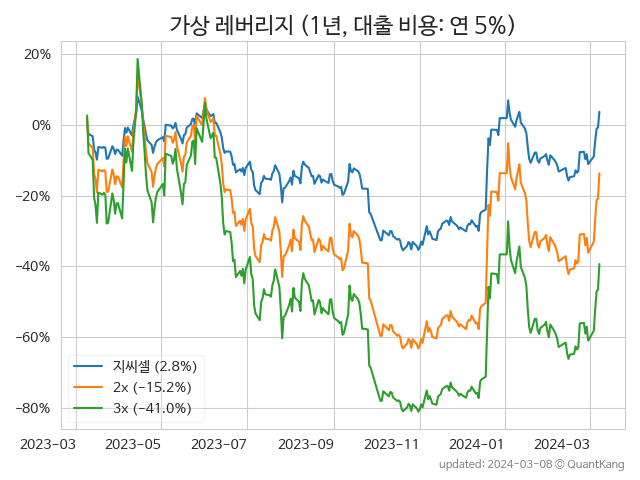 가상 레버리지 (1년, 대출 비용: 연 5%)
20%
0%
−20%
−40%
−60%
−80%
지씨셀 (2.8%)
2x (−15.2%)
3x (−41.0%)
2023-03 2023-05 2023-07 2023-09 2023-11 2024-01 2024-03
updated: 2024-03-08 © QuantKang